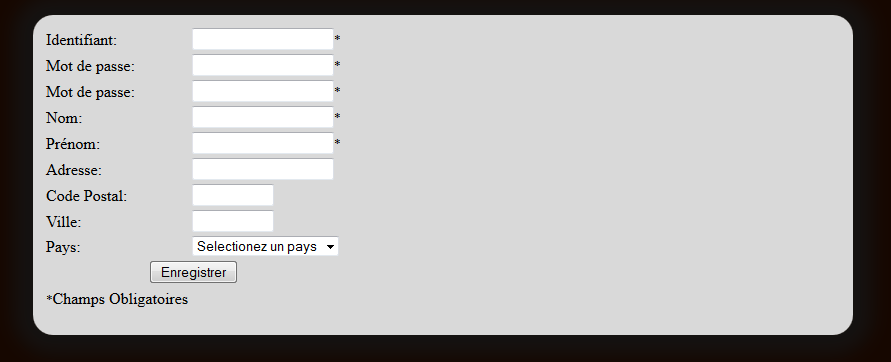 Identifiant: *
Mot de passe: *
Mot de passe: *
Nom: *
Prénom: *
Adresse:
Code Postal:
Ville:
Pays: Selectionez un pays
Enregistrer
*Champs Obligatoires